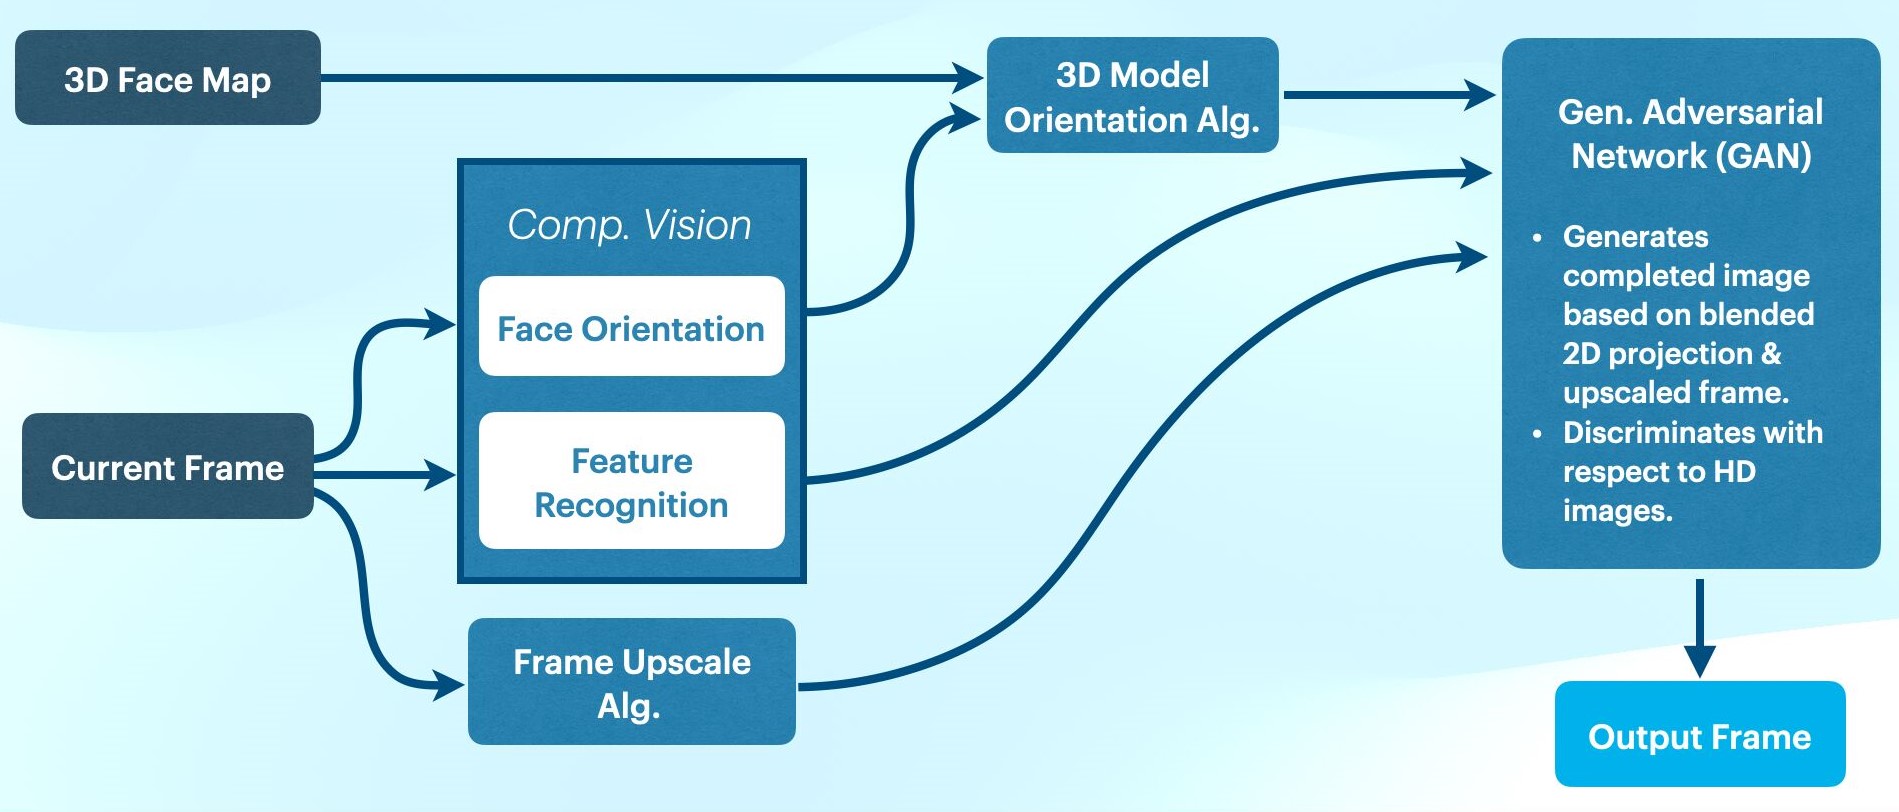 3D Face Map
3D Model
Orientation Alg.
Gen. Adversarial
Network (GAN)
• Generates
completed image
based on blended
2D projection &
upscaled frame.
• Discriminates with
respect to HD
images.
Comp. Vision
Face Orientation
Feature
Recognition
Current Frame
Frame Upscale
Alg.
Output Frame